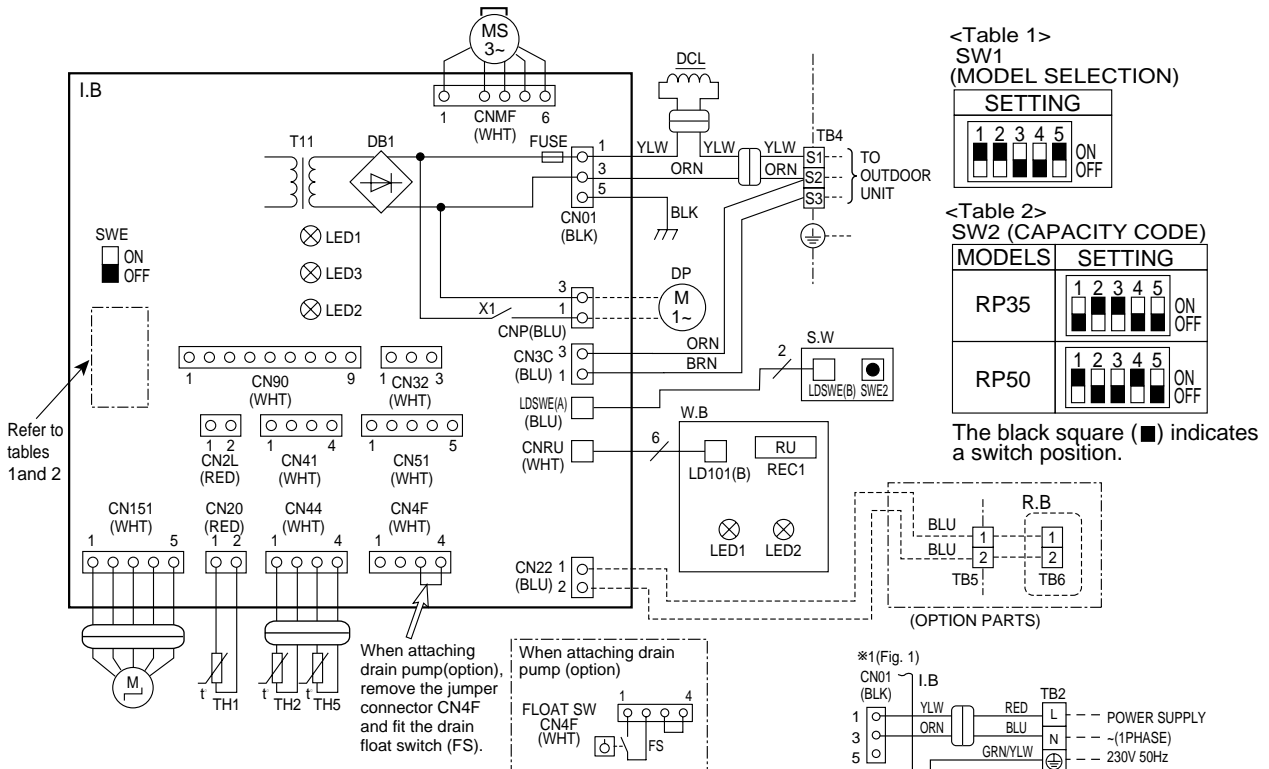 MS
3~
I.B
1 CNMF 6
(WHT)
T11
DB1
FUSE
1
3
5
CN01
(BLK)
DCL
YLW YLW YLW
ORN ORN
BLK
TB4
S1
S2
S3
TO
OUTDOOR
UNIT
SWE
ON
OFF
LED1
LED3
LED2
X1
3
1
CNP(BLU)
DP
M
1~
CN3C 3
(BLU) 1
ORN
BRN
LDSWE(A)
(BLU)
CNRU
(WHT)
2
S.W
LDSWE(B) SWE2
6
W.B
LD101(B)
RU
REC1
LED1 LED2
Refer to
tables
1and 2
1 9
CN90
(WHT)
1 3
CN32
(WHT)
1 2
CN2L
(RED)
1 4
CN41
(WHT)
1 5
CN51
(WHT)
CN151
(WHT)
1 5
CN20
(RED)
1 2
CN44
(WHT)
1 4
CN4F
(WHT)
1 4
CN22 1
(BLU) 2
M
t° TH1
t° TH2
t° TH5
When attaching
drain pump(option),
remove the jumper
connector CN4F
and fit the drain
float switch (FS).
When attaching drain
pump (option)
FLOAT SW
CN4F
(WHT)
1 4
FS
<Table 1>
SW1
(MODEL SELECTION)
SETTING
1 2 3 4 5
ON
OFF
<Table 2>
SW2 (CAPACITY CODE)
MODELS SETTING
RP35
1 2 3 4 5
ON
OFF
RP50
1 2 3 4 5
ON
OFF
The black square (■) indicates
a switch position.
R.B
BLU
BLU
1
2
TB5
1
2
TB6
(OPTION PARTS)
※1(Fig. 1)
CN01
(BLK)
I.B
1
3
5
YLW
ORN
RED
BLU
GRN/YLW
TB2
L
N
POWER SUPPLY
~(1PHASE)
230V 50Hz